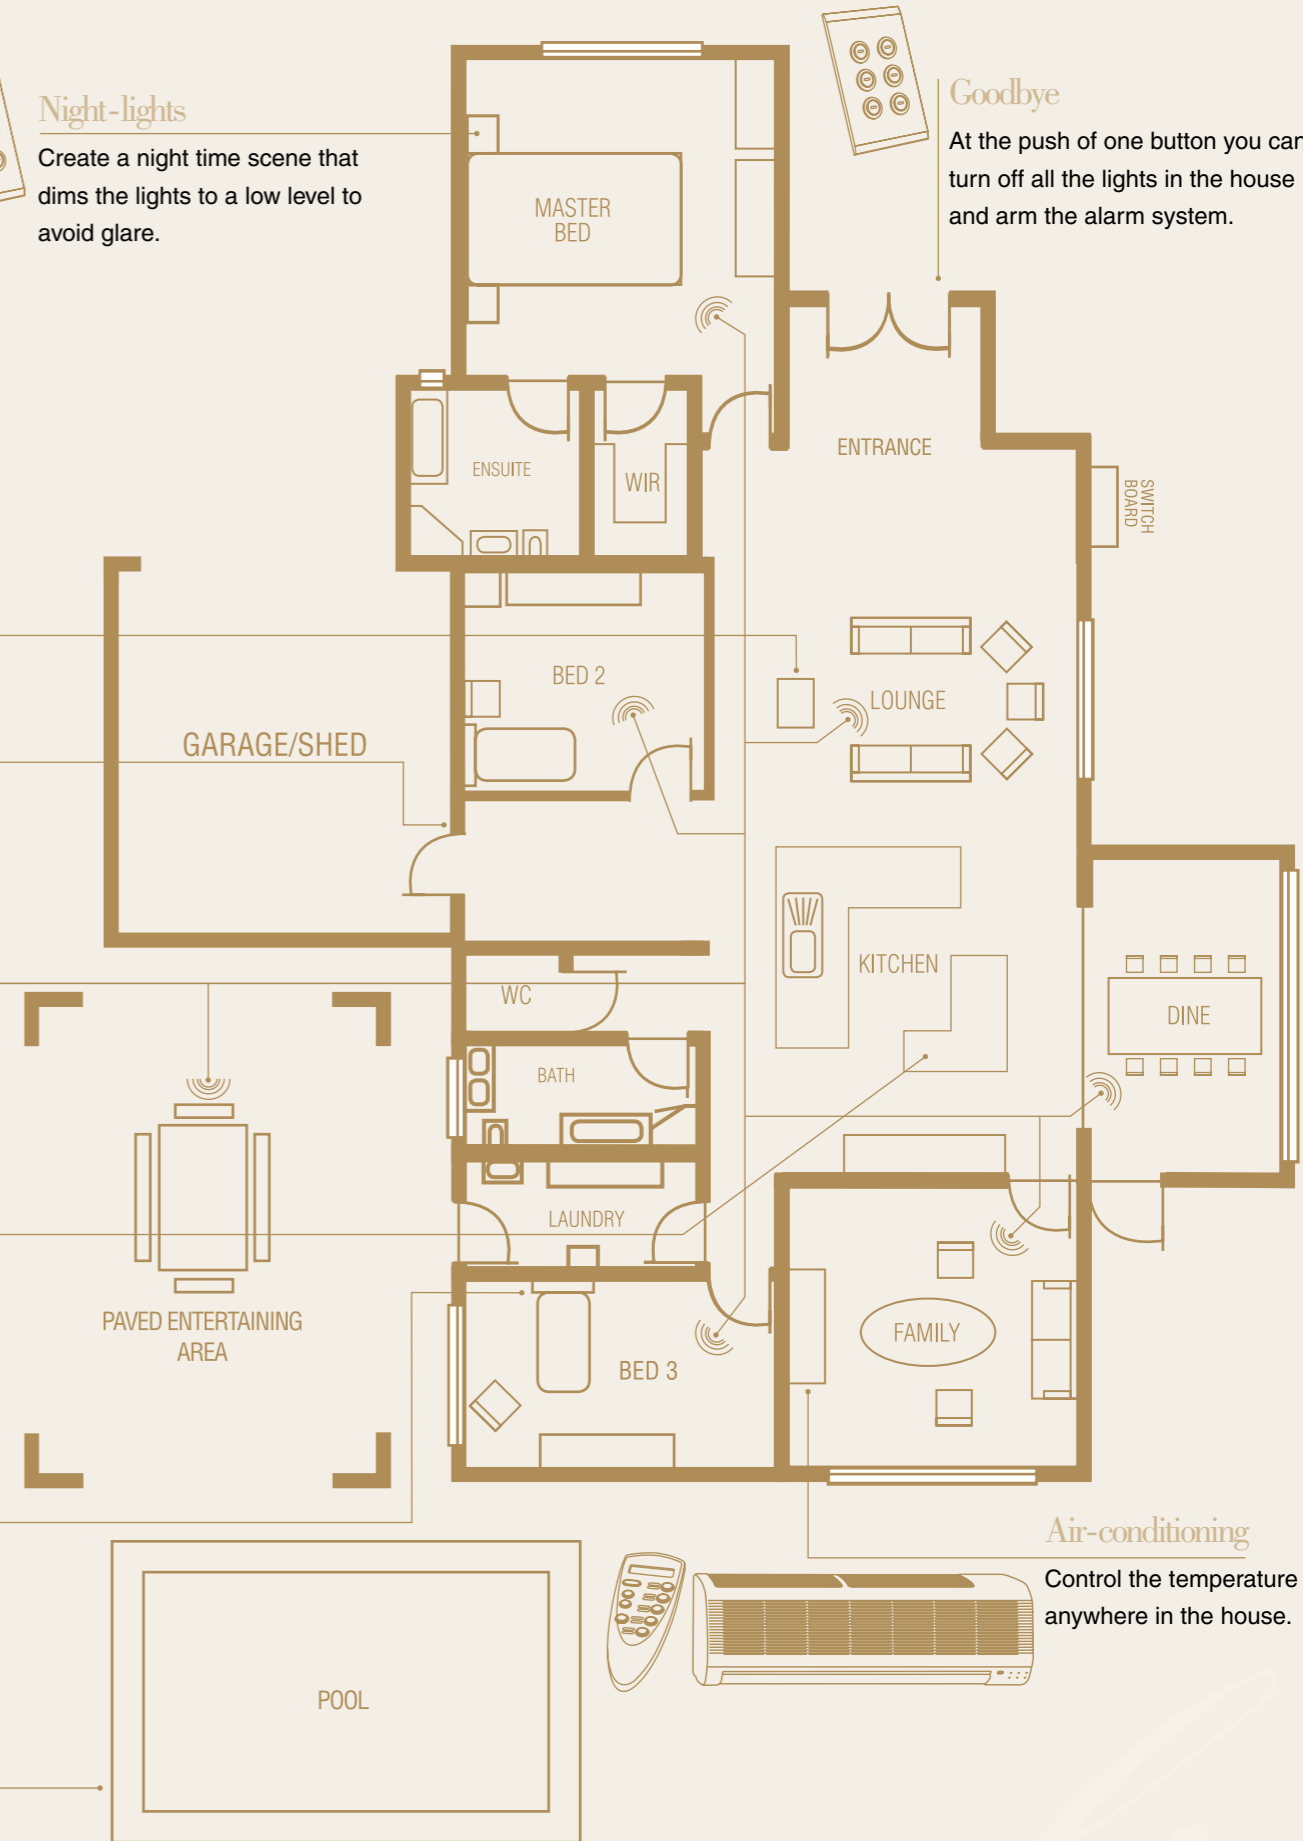 Night-lights
Create a night time scene that
dims the lights to a low level to
avoid glare.
Goodbye
At the push of one button you can
turn off all the lights in the house
and arm the alarm system.
MASTER
BED
ENTRANCE
ENSUITE
WIR
SWITCH
BOARD
BED 2
LOUNGE
GARAGE/SHED
KITCHEN
WC
DINE
BATH
LAUNDRY
PAVED ENTERTAINING
AREA
FAMILY
BED 3
Air-conditioning
Control the temperature
anywhere in the house.
POOL